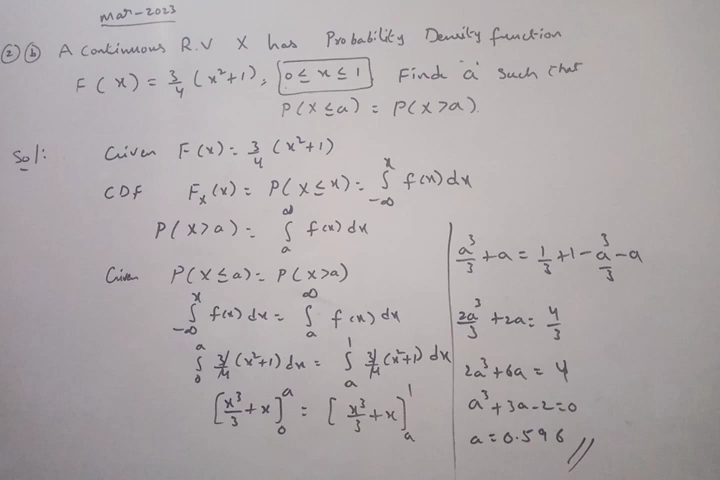 mar-2023
② ⓑ A continuous R.V X has Probability Density function
F(x) = 3/4 (x²+1), 0 ≤ x ≤ 1 Find 'a' such that
P(X ≤ a) = P(X > a).
Sol: Given F(x) = 3/4 (x²+1)
CDF F_X(x) = P(X ≤ x) = ∫_{-∞}^{x} f(x) dx
P(X > a) = ∫_{a}^{∞} f(x) dx
Given P(X ≤ a) = P(X > a)
∫_{-∞}^{x} f(x) dx = ∫_{a}^{∞} f(x) dx
∫_{0}^{a} 3/4 (x²+1) dx = ∫_{a}^{1} 3/4 (x²+1) dx
[x³/3 + x]_{0}^{a} = [x³/3 + x]_{a}^{1}
a³/3 + a = 1/3 + 1 - a³/3 - a
2a³/3 + 2a = 4/3
2a³ + 6a = 4
a³ + 3a - 2 = 0
a = 0.596 //